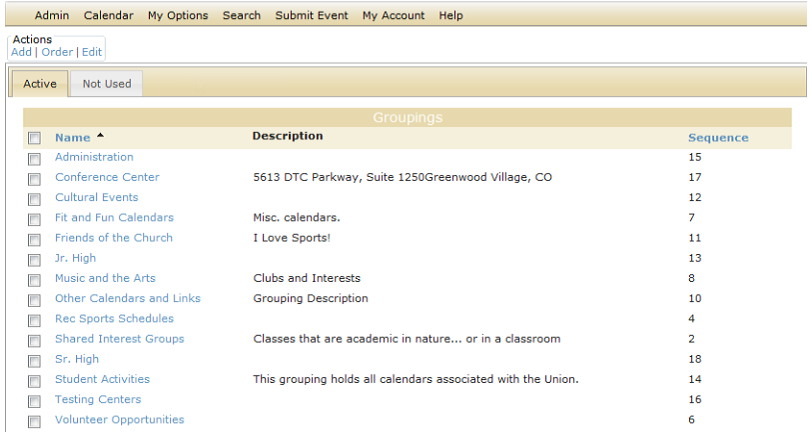 Admin Calendar My Options Search Submit Event My Account Help
Actions
Add | Order | Edit
Active Not Used
Groupings
Name Description Sequence
Administration 15
Conference Center 5613 DTC Parkway, Suite 1250Greenwood Village, CO 17
Cultural Events 12
Fit and Fun Calendars Misc. calendars. 7
Friends of the Church I Love Sports! 11
Jr. High 13
Music and the Arts Clubs and Interests 8
Other Calendars and Links Grouping Description 10
Rec Sports Schedules 4
Shared Interest Groups Classes that are academic in nature... or in a classroom 2
Sr. High 18
Student Activities This grouping holds all calendars associated with the Union. 14
Testing Centers 16
Volunteer Opportunities 6